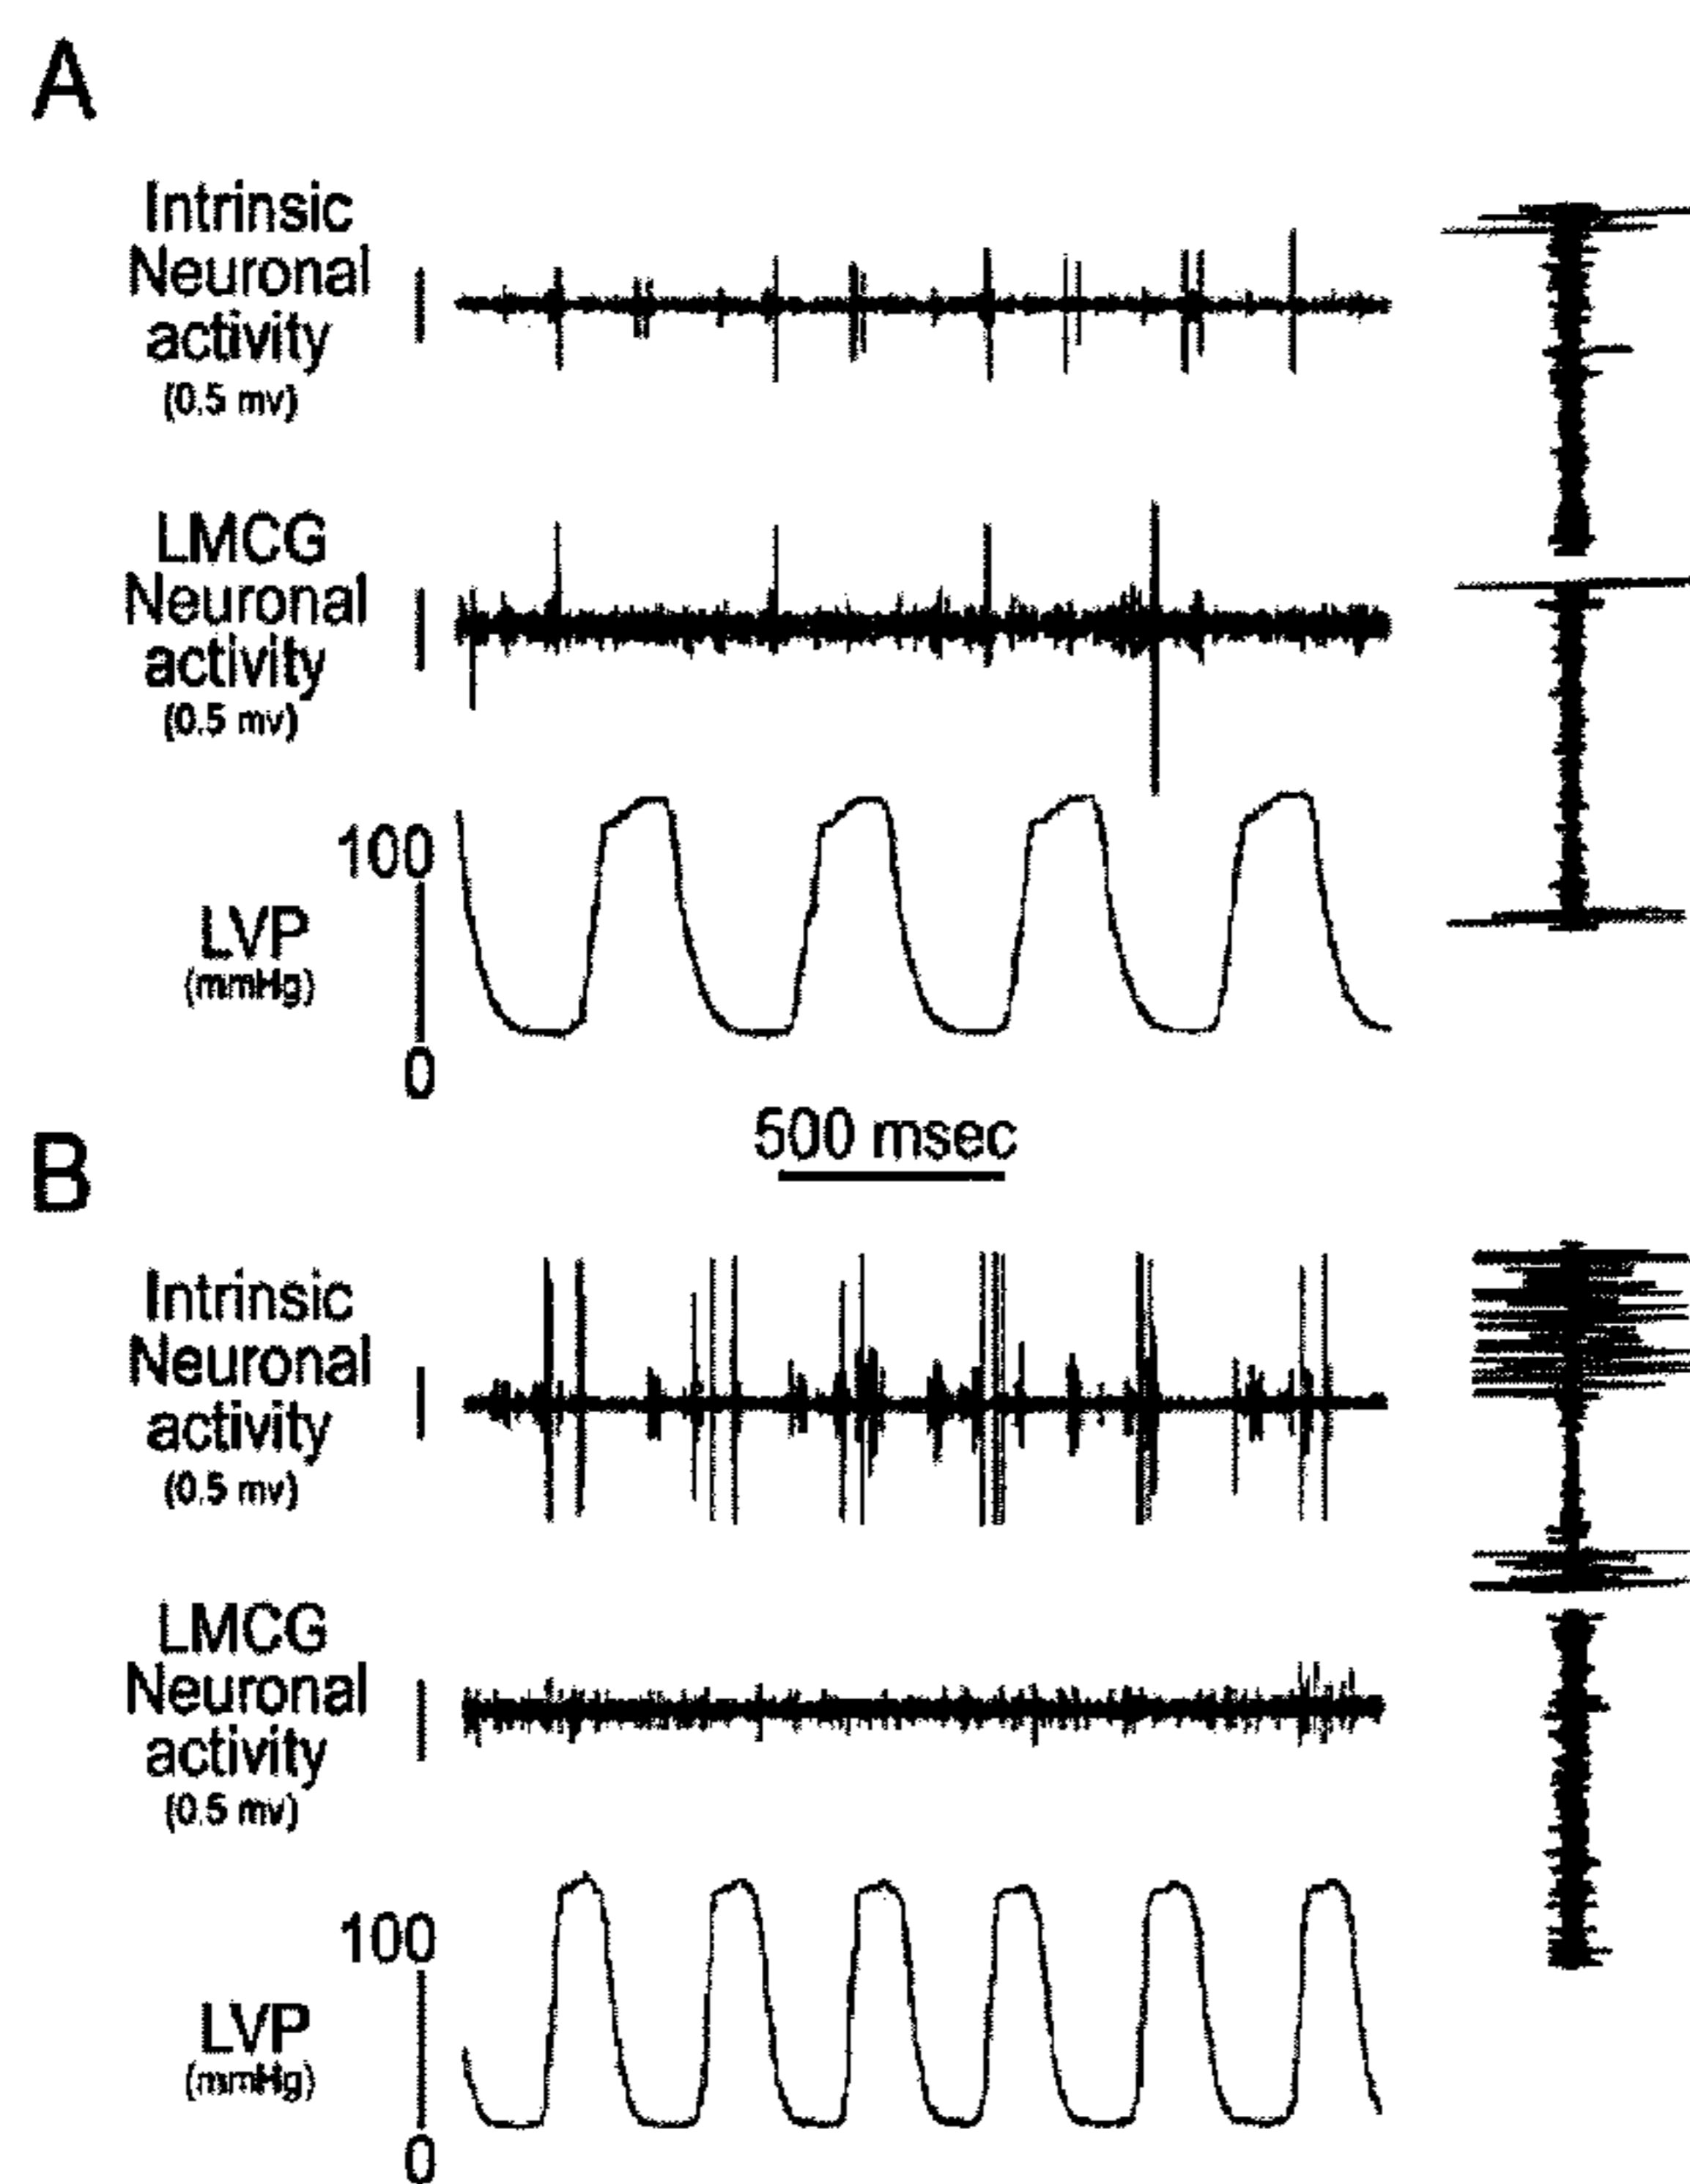 A
Intrinsic
Neuronal
activity
(0.5 mv)
LMCG
Neuronal
activity
(0.5 mv)
100
LVP
(mmHg)
0
500 msec
B
Intrinsic
Neuronal
activity
(0.5 mv)
LMCG
Neuronal
activity
(0.5 mv)
100
LVP
(mmHg)
0